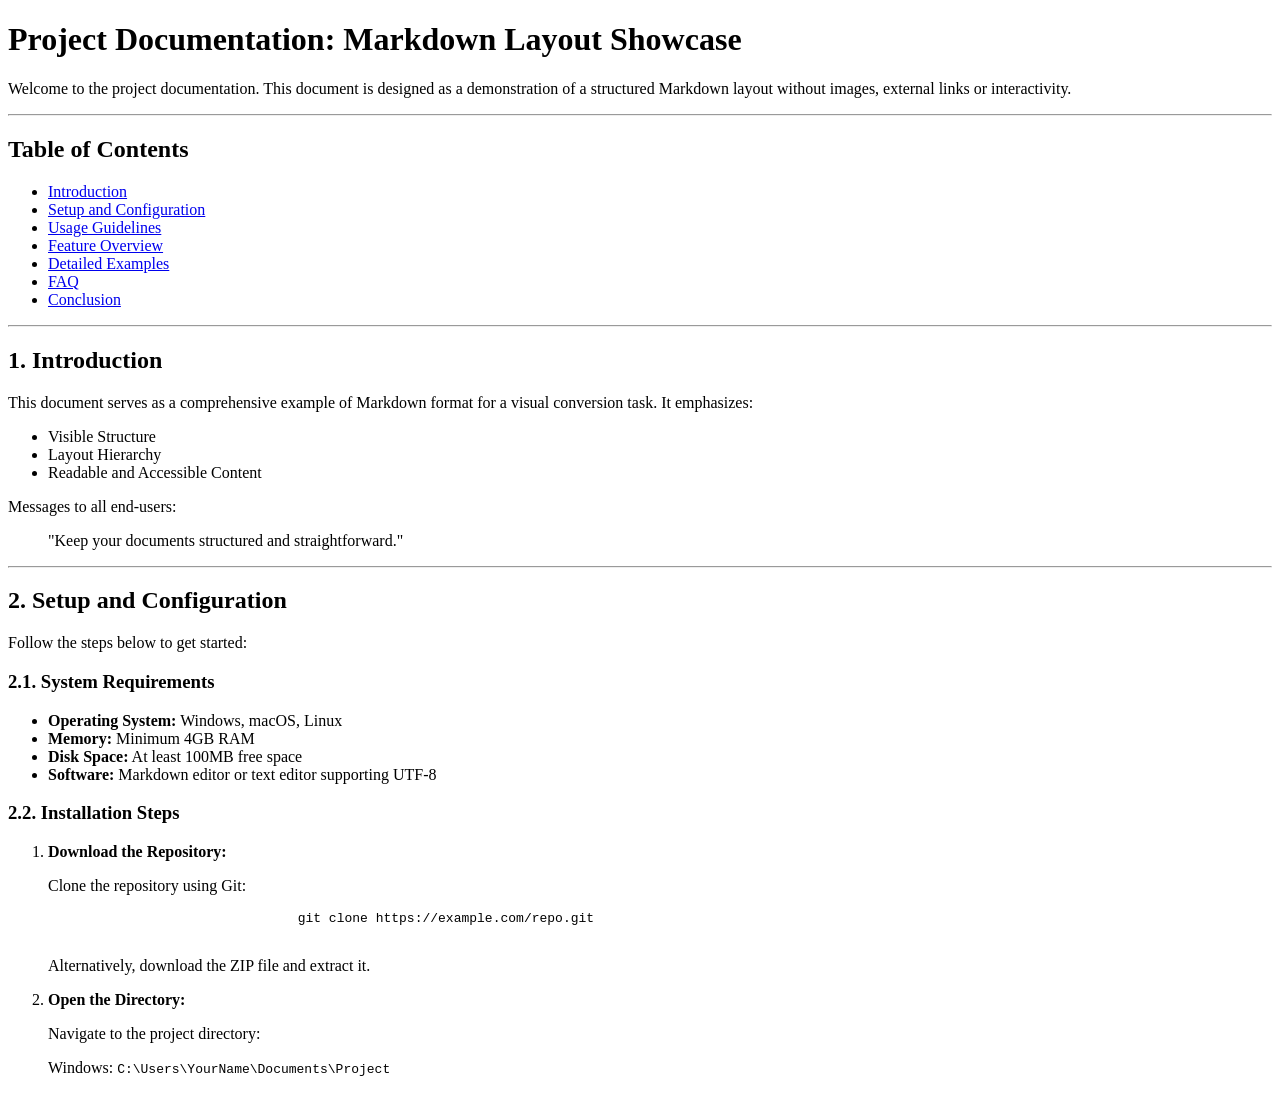 Project Documentation: Markdown Layout Showcase
Welcome to the project documentation. This document is designed as a demonstration of a structured Markdown layout without images, external links or interactivity.
Table of Contents
• Introduction
• Setup and Configuration
• Usage Guidelines
• Feature Overview
• Detailed Examples
• FAQ
• Conclusion
1. Introduction
This document serves as a comprehensive example of Markdown format for a visual conversion task. It emphasizes:
• Visible Structure
• Layout Hierarchy
• Readable and Accessible Content
Messages to all end-users:
"Keep your documents structured and straightforward."
2. Setup and Configuration
Follow the steps below to get started:
2.1. System Requirements
• Operating System: Windows, macOS, Linux
• Memory: Minimum 4GB RAM
• Disk Space: At least 100MB free space
• Software: Markdown editor or text editor supporting UTF-8
2.2. Installation Steps
1. Download the Repository:
Clone the repository using Git:
git clone https://example.com/repo.git
Alternatively, download the ZIP file and extract it.
2. Open the Directory:
Navigate to the project directory:
Windows: C:\Users\YourName\Documents\Project